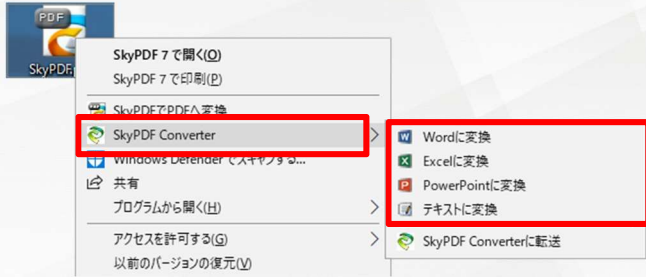 PDF
SkyPDF
SkyPDF 7 で開く(O)
SkyPDF 7 で印刷(P)
SkyPDFでPDFへ変換
SkyPDF Converter
Windows Defender でスキャンする...
共有
プログラムから開く(H)
アクセスを許可する(G)
以前のバージョンの復元(V)
Wordに変換
Excelに変換
PowerPointに変換
テキストに変換
SkyPDF Converterに転送